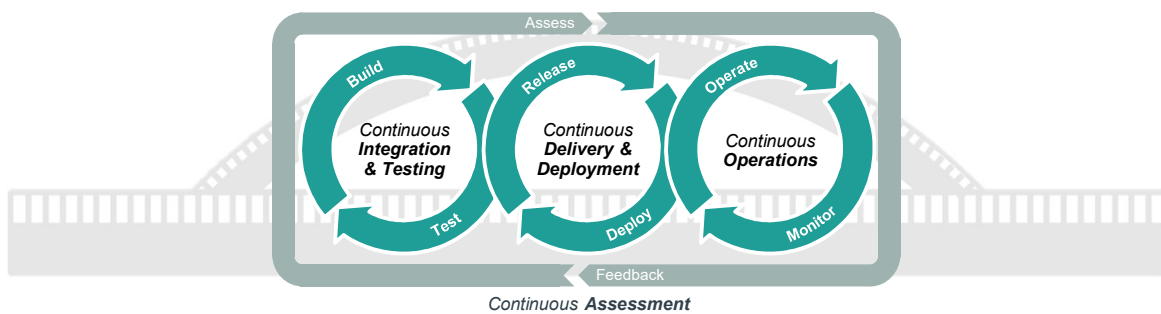 Assess
Build
Release
Operate
Continuous
Integration
& Testing
Continuous
Delivery &
Deployment
Continuous
Operations
Test
Deploy
Monitor
Feedback
Continuous Assessment